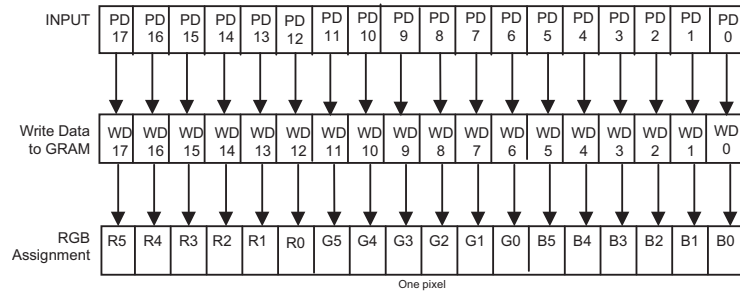 INPUT PD PD PD PD PD PD PD PD PD PD PD PD PD PD PD PD PD PD
17 16 15 14 13 12 11 10 9 8 7 6 5 4 3 2 1 0
Write Data WD WD WD WD WD WD WD WD WD WD WD WD WD WD WD WD WD WD
to GRAM 17 16 15 14 13 12 11 10 9 8 7 6 5 4 3 2 1 0
RGB R5 R4 R3 R2 R1 R0 G5 G4 G3 G2 G1 G0 B5 B4 B3 B2 B1 B0
Assignment
One pixel